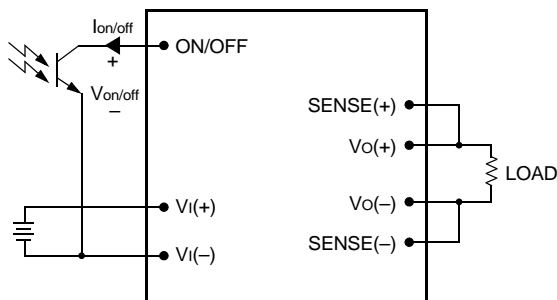 Ion/off
+
ON/OFF
Von/off
–
SENSE(+)
VO(+)
LOAD
VI(+)
VO(–)
VI(–)
SENSE(–)